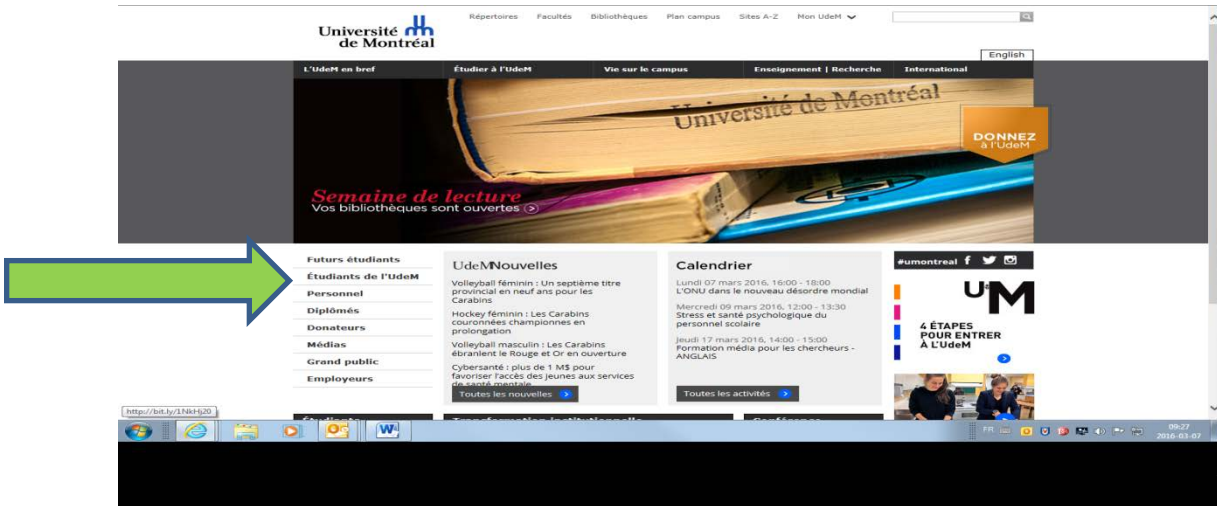 Répertoires Facultés Bibliothèques Plan campus Sites A-Z Mon UdeM
Université
de Montréal
English
L'UdeM en bref Étudier à l'UdeM Vie sur le campus Enseignement | Recherche International
Université de Montréal
DONNEZ
à l'UdeM
Semaine de lecture
Vos bibliothèques sont ouvertes
Futurs étudiants
Étudiants de l'UdeM
Personnel
Diplômés
Donateurs
Médias
Grand public
Employeurs
UdeMNouvelles
Volleyball féminin : Un septième titre
provincial en neuf ans pour les
Carabins
Hockey féminin : Les Carabins
couronnées championnes en
prolongation
Volleyball masculin : Les Carabins
ébranlent le Rouge et Or en ouverture
Cybersanté : plus de 1 M$ pour
favoriser l'accès des jeunes aux services
de santé mentale
Toutes les nouvelles
Calendrier
Lundi 07 mars 2016, 16:00 - 18:00
L'ONU dans le nouveau désordre mondial
Mercredi 09 mars 2016, 12:00 - 13:30
Stress et santé psychologique du
personnel scolaire
Jeudi 17 mars 2016, 14:00 - 15:00
Formation média pour les chercheurs -
ANGLAIS
Toutes les activités
#umontreal
UdeM
4 ÉTAPES
POUR ENTRER
À L'UdeM
http://bit.ly/1NkHj20
Transformation institutionnelle
Conférence
FR
09:27
2016-03-07